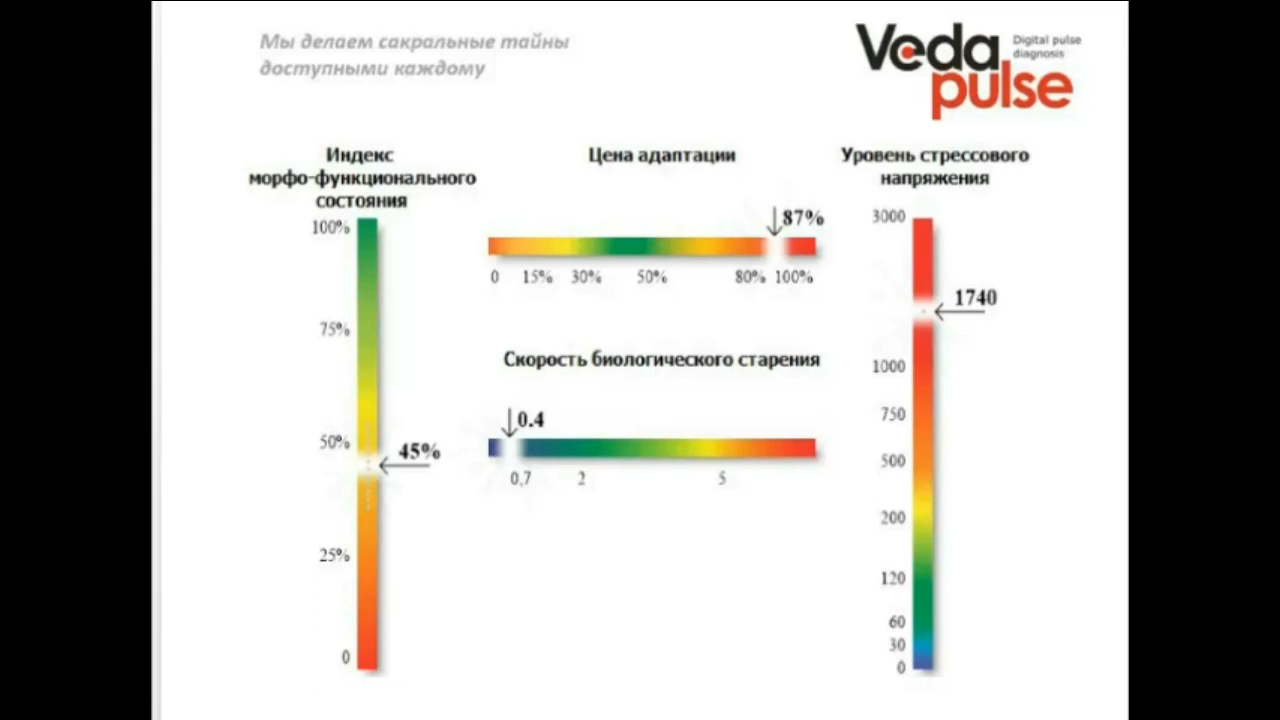 Мы делаем сакральные тайны
доступными каждому
Veda
pulse
Digital pulse
diagnosis
Индекс
морфо-функционального
состояния
100%
75%
50%
45%
25%
0
Цена адаптации
87%
0 15% 30% 50% 80% 100%
Скорость биологического старения
0.4
0,7 2 5
Уровень стрессового
напряжения
3000
1740
1000
750
500
200
120
60
30
0